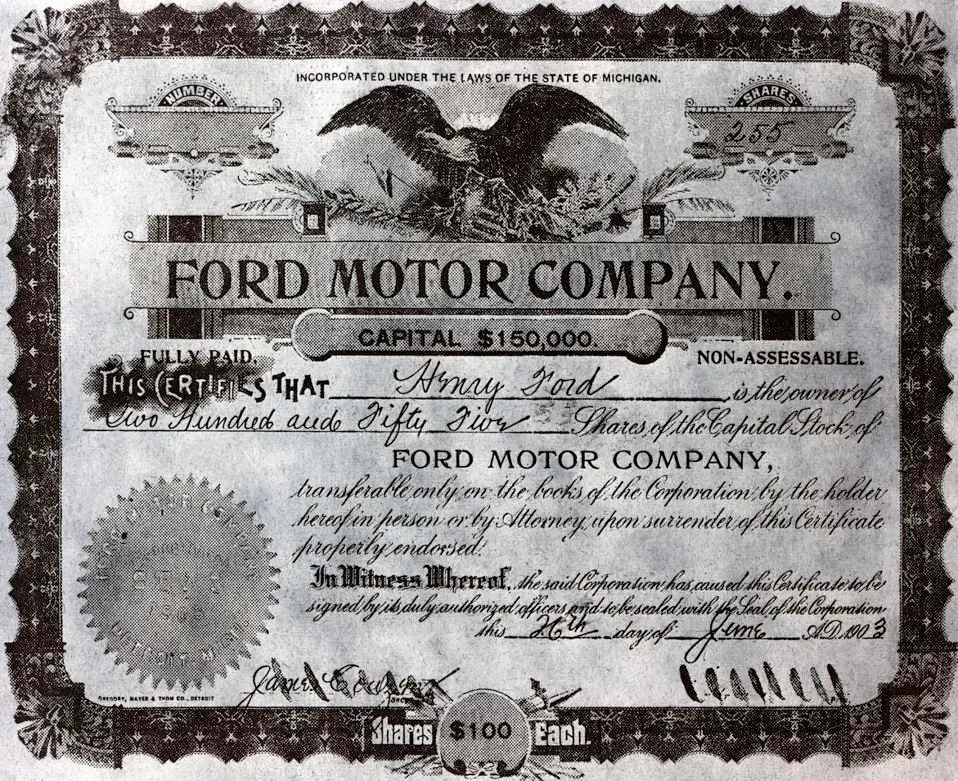 INCORPORATED UNDER THE LAWS OF THE STATE OF MICHIGAN.
NUMBER
SHARES
255
FORD MOTOR COMPANY.
CAPITAL $150,000.
FULLY PAID.
NON-ASSESSABLE.
THIS CERTIFIES THAT Henry Ford is the owner of
Two Hundred and Fifty Five Shares of the Capital Stock of
FORD MOTOR COMPANY,
transferable only on the books of the Corporation by the holder
hereof in person or by Attorney, upon surrender of this Certificate
properly endorsed.
In Witness Whereof, the said Corporation has caused this Certificate to be
signed by its duly authorized officers and to be sealed with the Seal of the Corporation
this 26th day of June A.D. 1903
James
GREGORY, MAYER & THOM CO., DETROIT
Shares $100 Each.